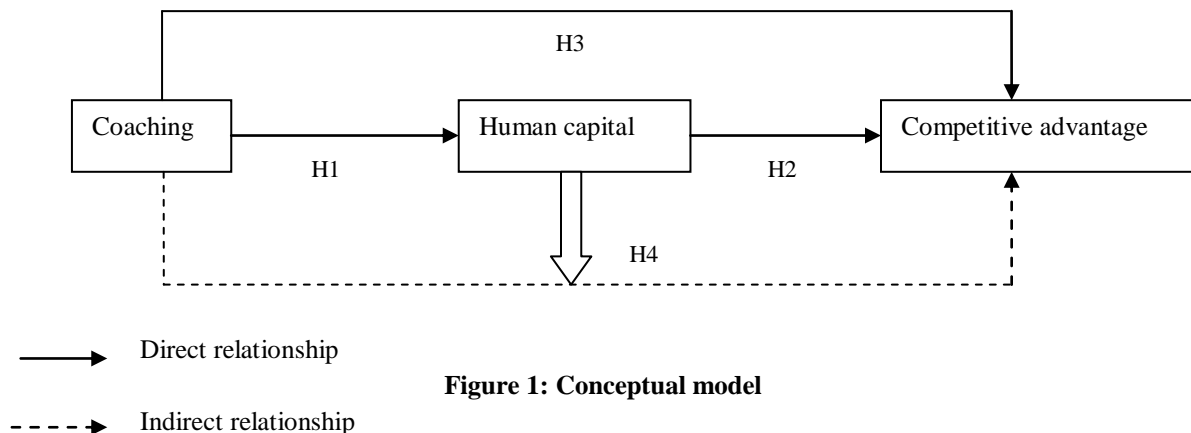 H3
Coaching
Human capital
Competitive advantage
H1
H2
H4
Direct relationship
Figure 1: Conceptual model
Indirect relationship